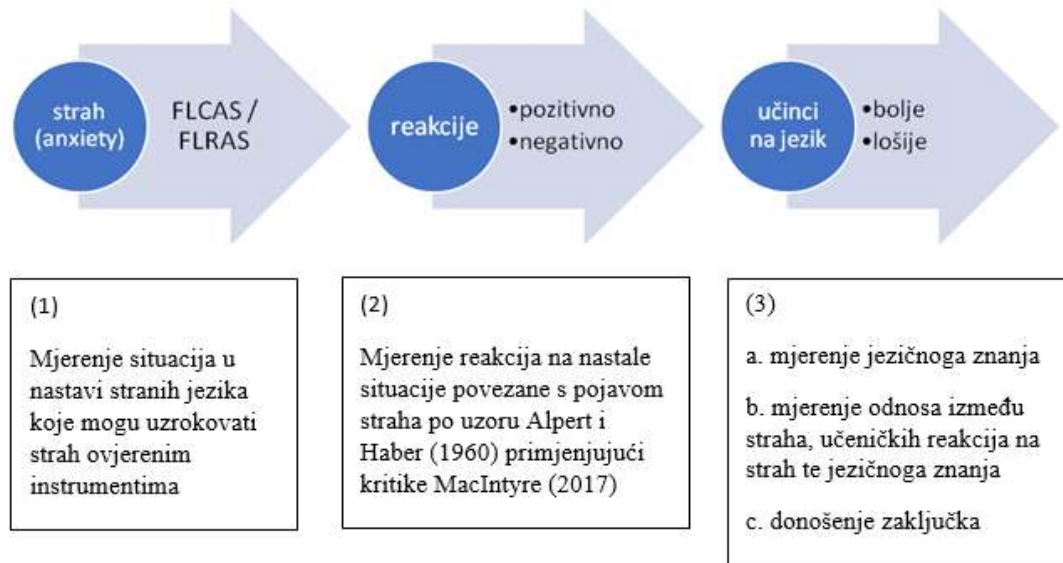 strah
(anxiety)
FLCAS /
FLRAS
reakcije
•pozitivno
•negativno
učinci
na jezik
•bolje
•lošije
(1)
Mjerenje situacija u
nastavi stranih jezika
koje mogu uzrokovati
strah ovjerenim
instrumentima
(2)
Mjerenje reakcija na nastale
situacije povezane s pojavom
straha po uzoru Alpert i
Haber (1960) primjenjujući
kritike MacIntyre (2017)
(3)
a. mjerenje jezičnoga znanja
b. mjerenje odnosa između
straha, učeničkih reakcija na
strah te jezičnoga znanja
c. donošenje zaključka